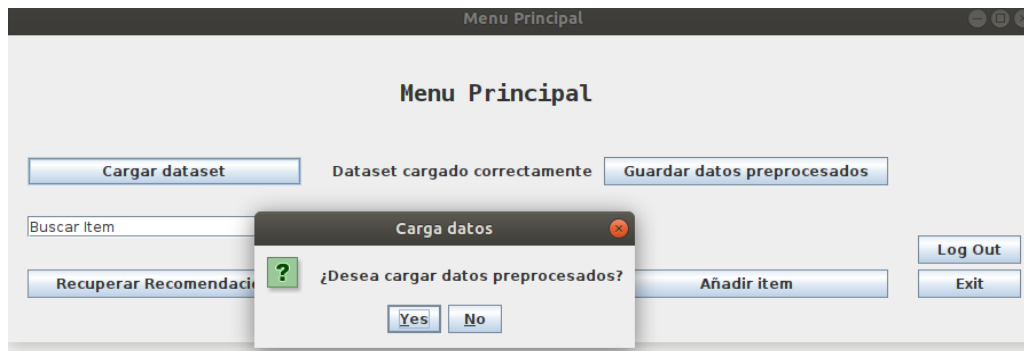 Menu Principal
Menu Principal
Cargar dataset
Dataset cargado correctamente
Guardar datos preprocesados
Buscar Item
Carga datos
¿Desea cargar datos preprocesados?
Yes
No
Log Out
Recuperar
Añadir item
Exit